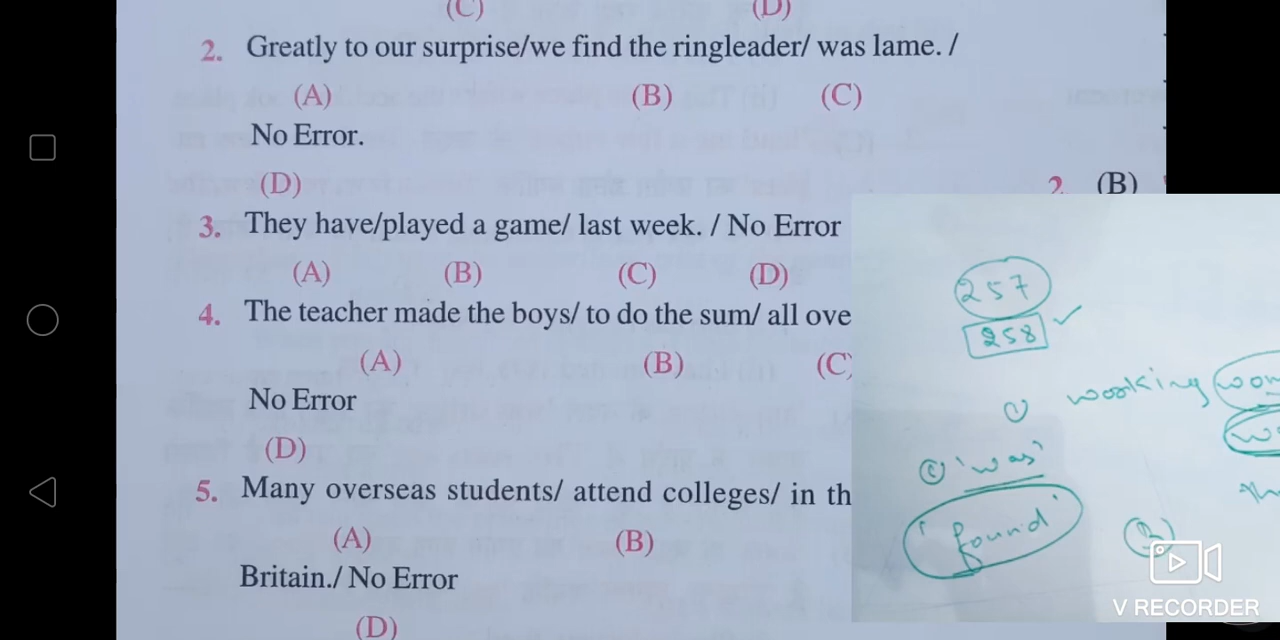 (C) (D)
2. Greatly to our surprise/we find the ringleader/ was lame. /
(A) (B) (C)
No Error.
(D)
2. (B)
3. They have/played a game/ last week. / No Error
(A) (B) (C) (D)
4. The teacher made the boys/ to do the sum/ all ove
(A) (B) (C)
No Error
(D)
5. Many overseas students/ attend colleges/ in th
(A) (B)
Britain./ No Error
(D)
257
258
working
'was'
'found'
V RECORDER